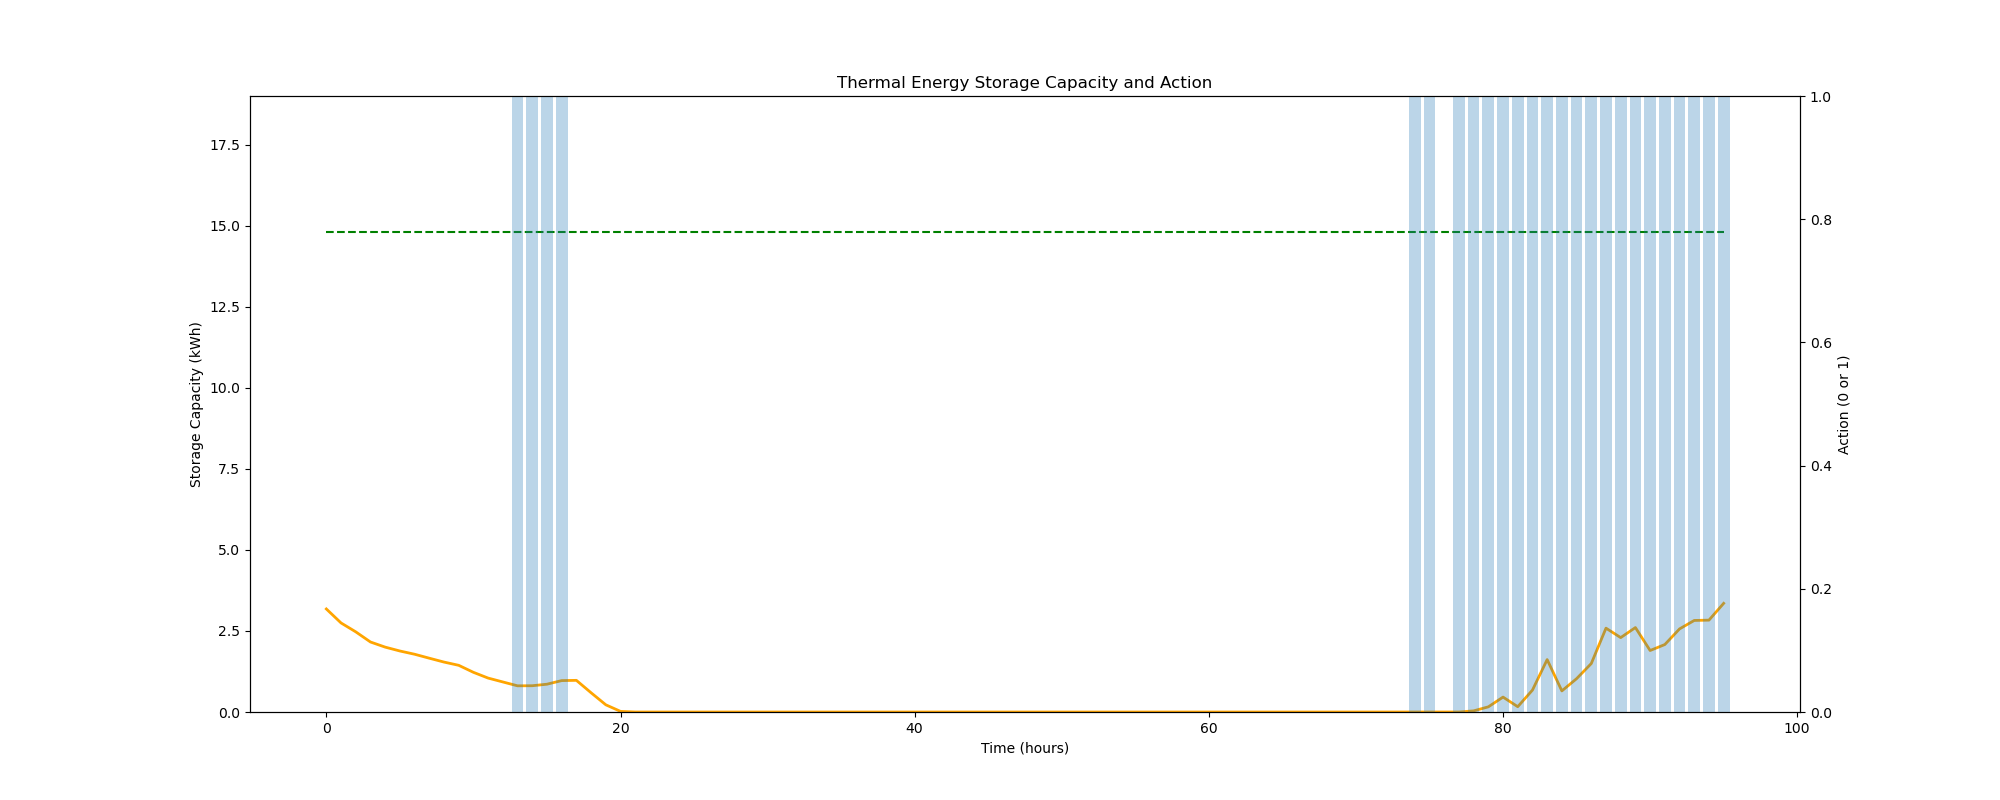 Thermal Energy Storage Capacity and Action
17.5
15.0
12.5
10.0
7.5
5.0
2.5
0.0
Storage Capacity (kWh)
1.0
0.8
0.6
0.4
0.2
0.0
Action (0 or 1)
0 20 40 60 80 100
Time (hours)